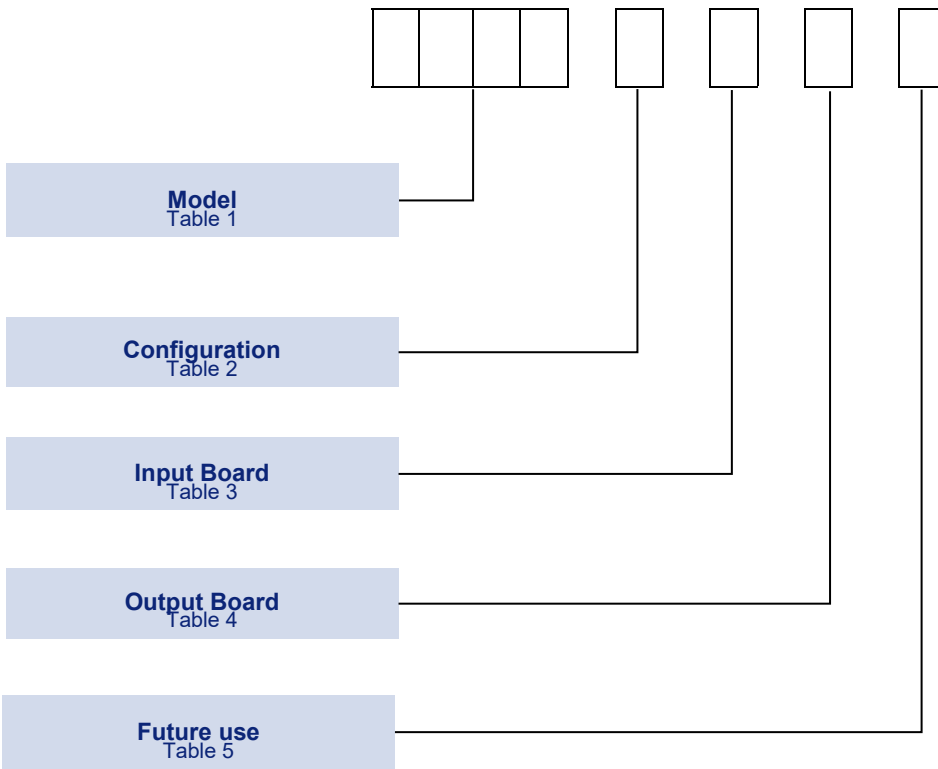 Model
Table 1
Configuration
Table 2
Input Board
Table 3
Output Board
Table 4
Future use
Table 5